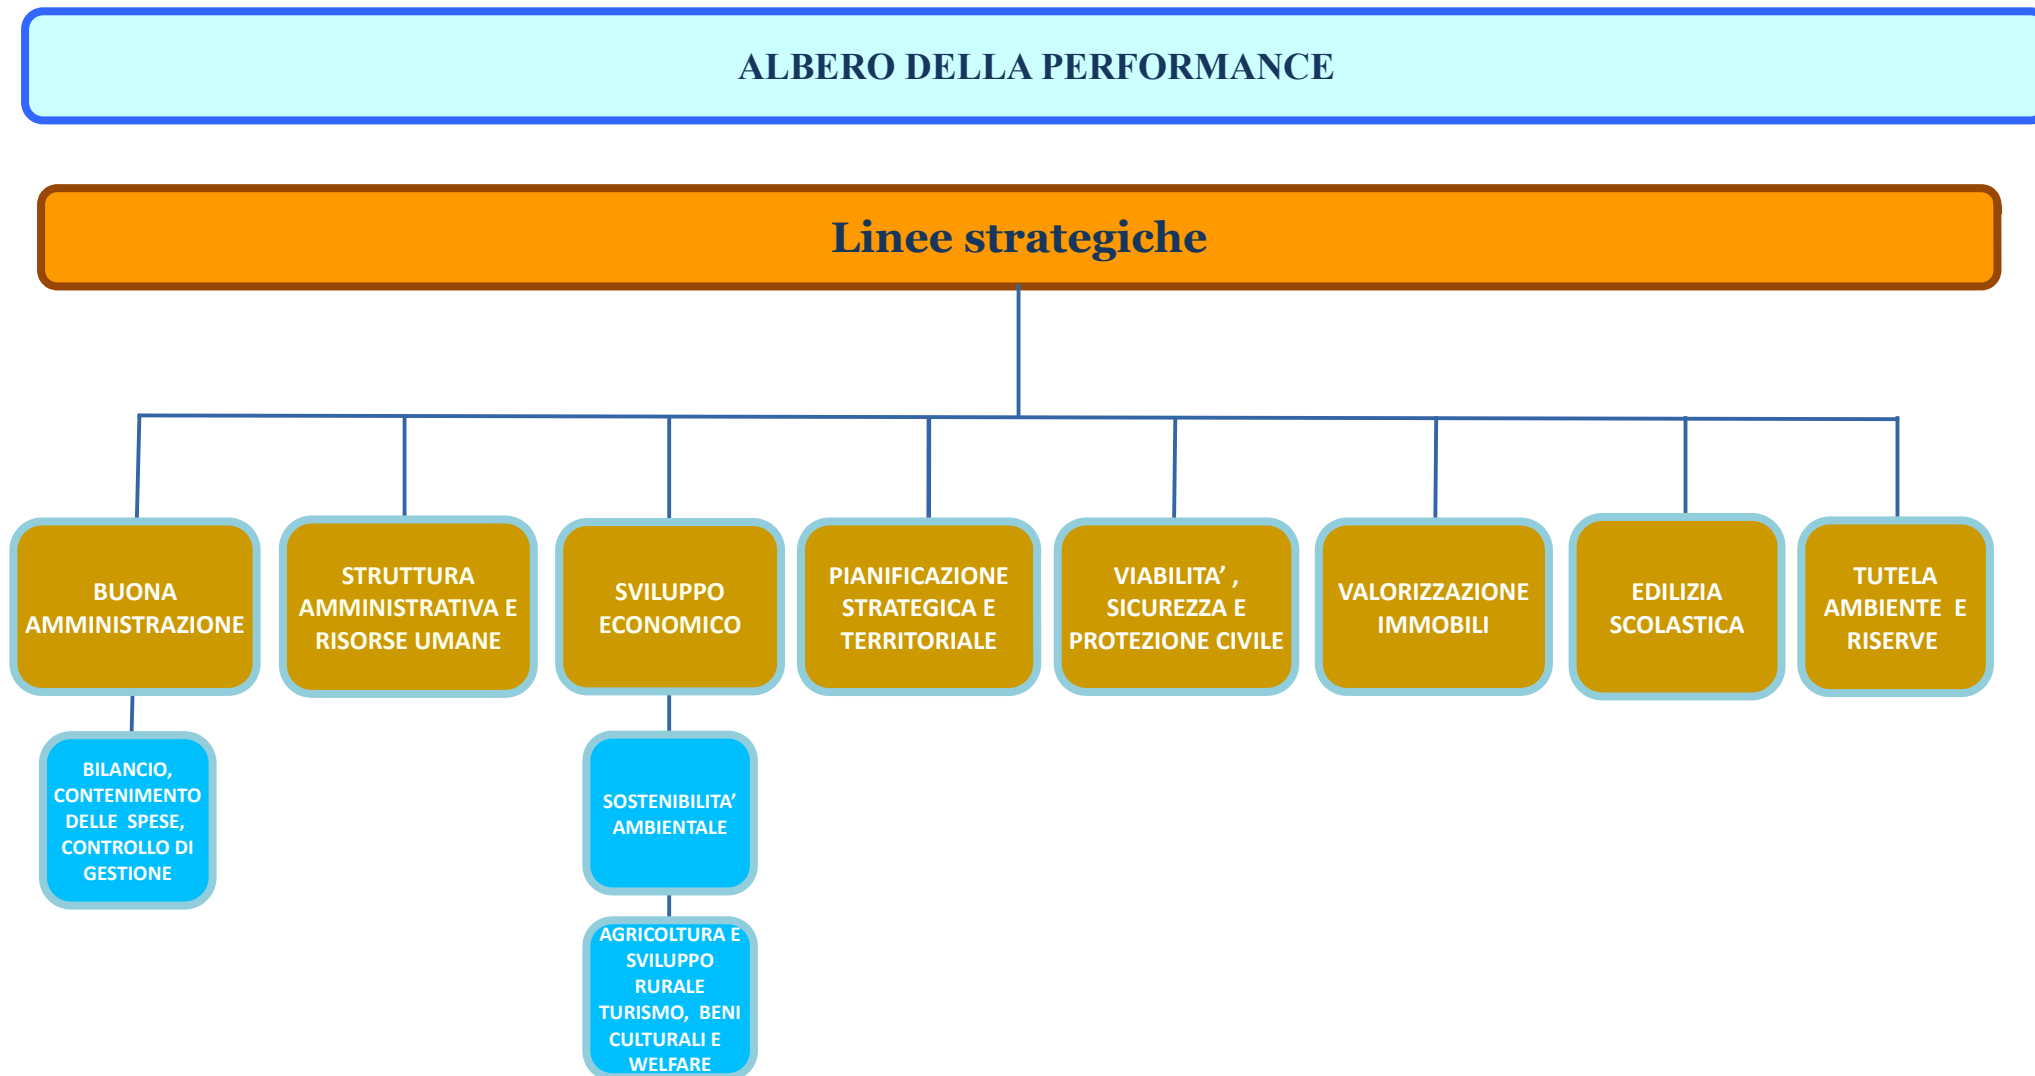 ALBERO DELLA PERFORMANCE
Linee strategiche
BUONA
AMMINISTRAZIONE
STRUTTURA
AMMINISTRATIVA E
RISORSE UMANE
SVILUPPO
ECONOMICO
PIANIFICAZIONE
STRATEGICA E
TERRITORIALE
VIABILITA’ ,
SICUREZZA E
PROTEZIONE CIVILE
VALORIZZAZIONE
IMMOBILI
EDILIZIA
SCOLASTICA
TUTELA
AMBIENTE E
RISERVE
BILANCIO,
CONTENIMENTO
DELLE SPESE,
CONTROLLO DI
GESTIONE
SOSTENIBILITA’
AMBIENTALE
AGRICOLTURA E
SVILUPPO
RURALE
TURISMO, BENI
CULTURALI E
WELFARE